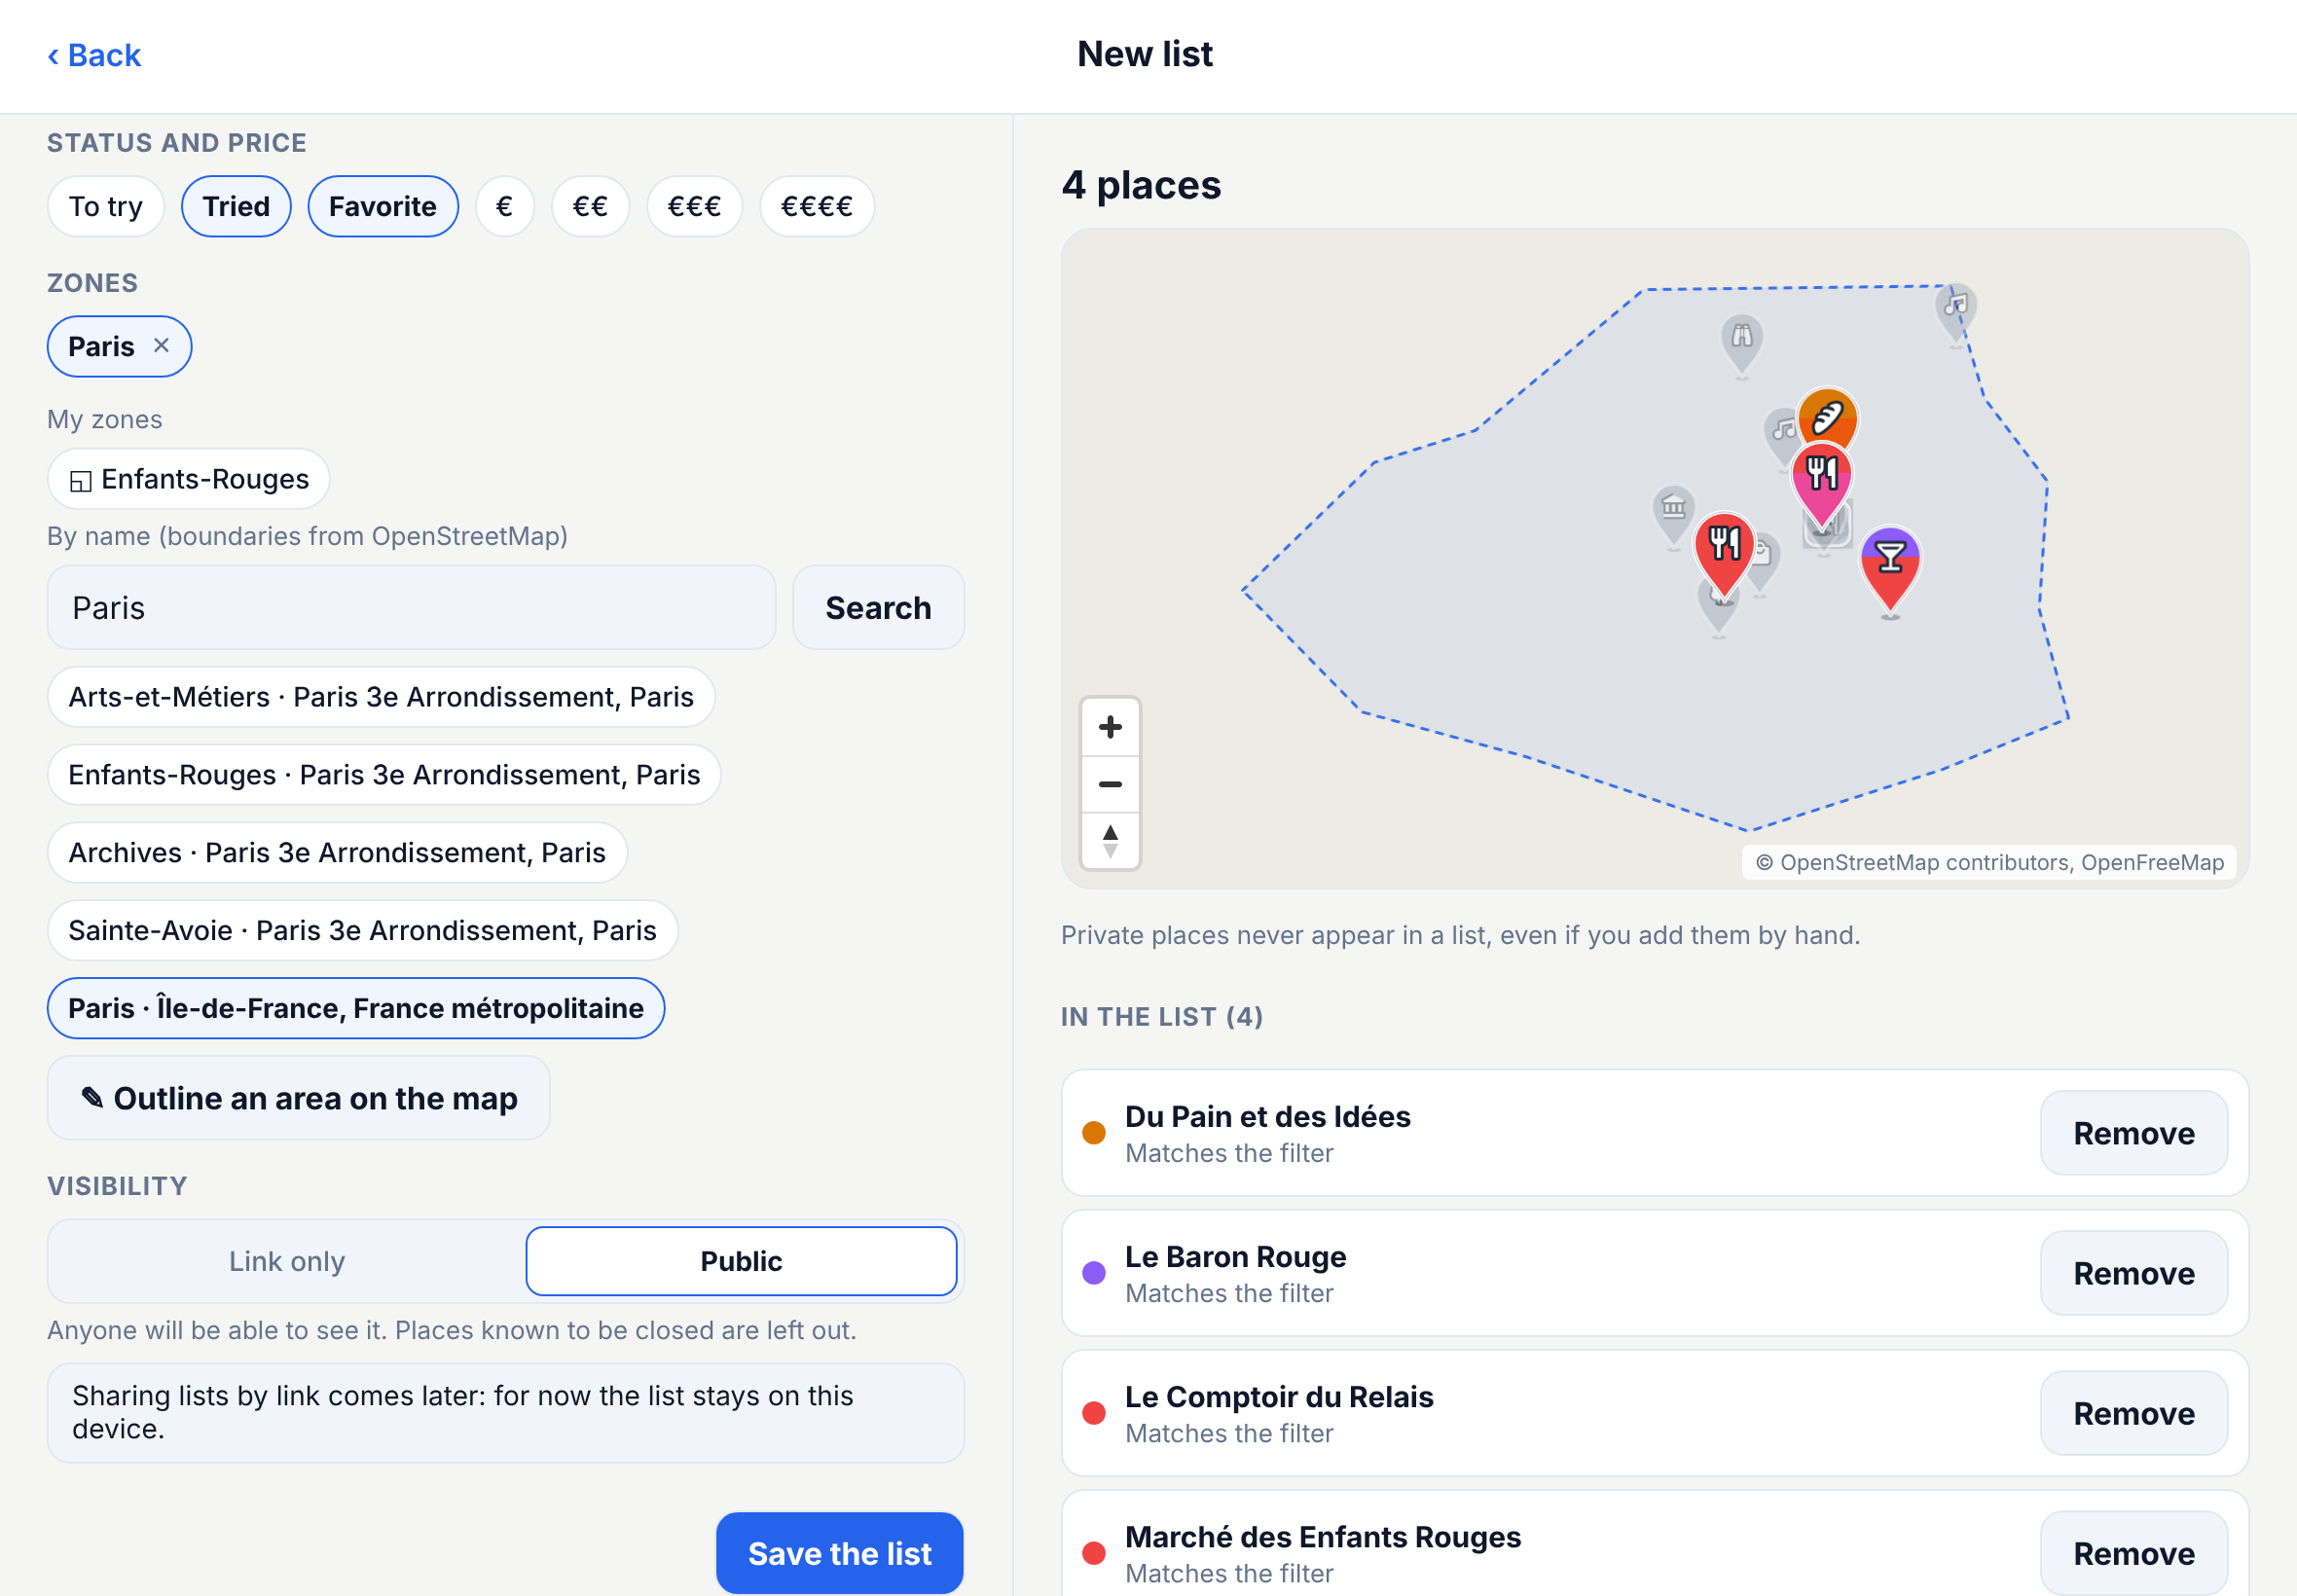 ‹ Back
New list
STATUS AND PRICE
To try
Tried
Favorite
€
€€
€€€
€€€€
ZONES
Paris ×
My zones
Enfants-Rouges
By name (boundaries from OpenStreetMap)
Paris
Search
Arts-et-Métiers · Paris 3e Arrondissement, Paris
Enfants-Rouges · Paris 3e Arrondissement, Paris
Archives · Paris 3e Arrondissement, Paris
Sainte-Avoie · Paris 3e Arrondissement, Paris
Paris · Île-de-France, France métropolitaine
✎ Outline an area on the map
VISIBILITY
Link only
Public
Anyone will be able to see it. Places known to be closed are left out.
Sharing lists by link comes later: for now the list stays on this
device.
Save the list
4 places
© OpenStreetMap contributors, OpenFreeMap
Private places never appear in a list, even if you add them by hand.
IN THE LIST (4)
Du Pain et des Idées
Matches the filter
Remove
Le Baron Rouge
Matches the filter
Remove
Le Comptoir du Relais
Matches the filter
Remove
Marché des Enfants Rouges
Matches the filter
Remove